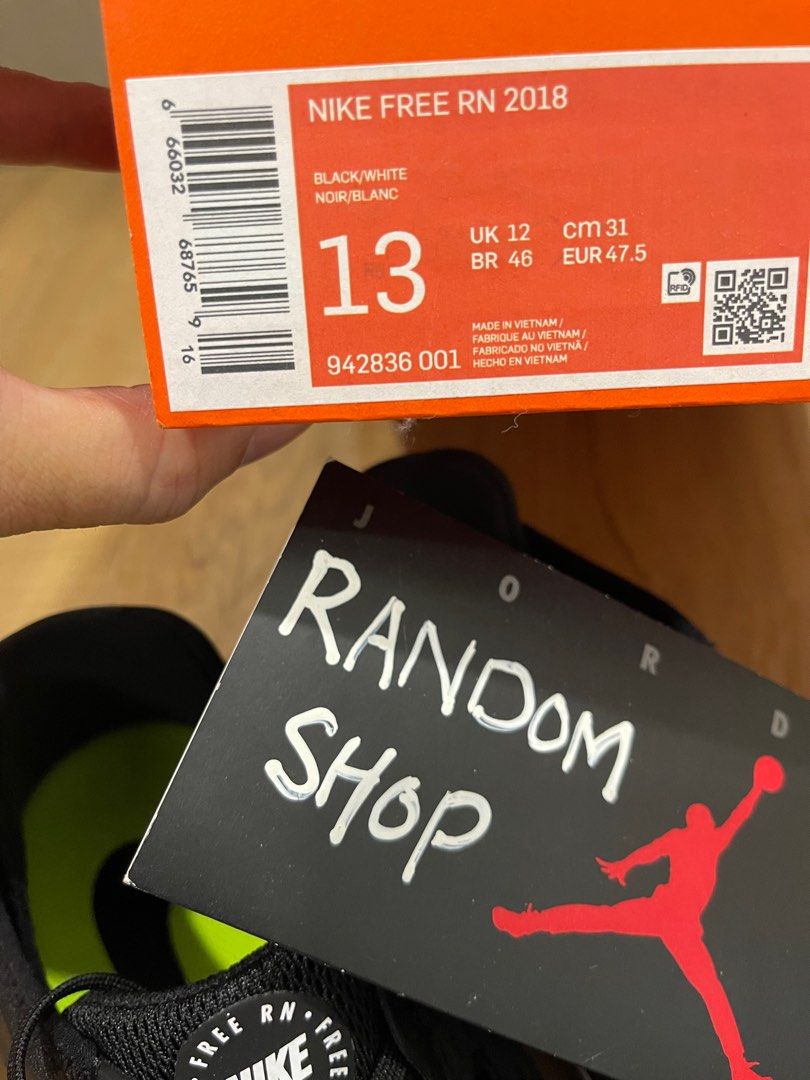 NIKE FREE RN 2018
BLACK/WHITE
NOIR/BLANC
13
UK 12 cm 31
BR 46 EUR 47.5
RFID
MADE IN VIETNAM /
FABRIQUE AU VIETNAM /
FABRICADO NO VIETNÃ /
HECHO EN VIETNAM
942836 001
6 66032 68765 9 16
J O R D
RANDOM
SHOP
FREE RN • FREE
NIKE